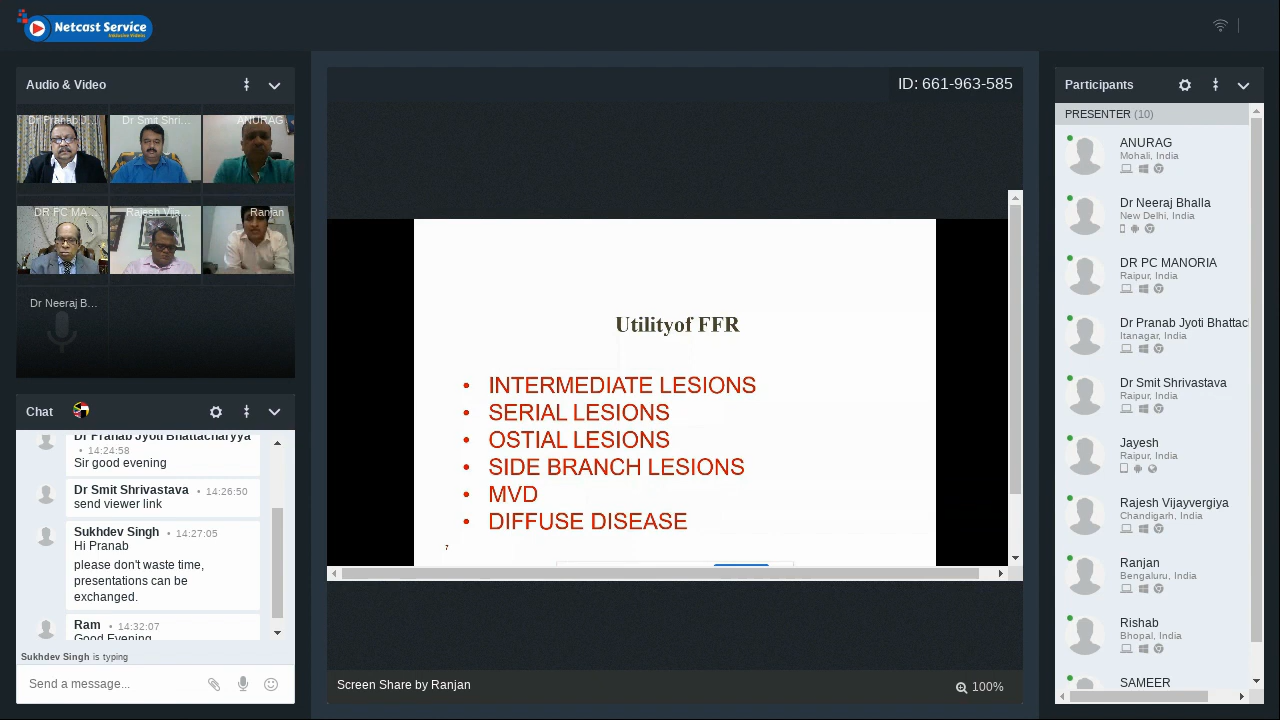 Netcast Service
Audio & Video
Dr Pranab J...
Dr Smit Shri...
ANURAG
DR PC MA...
Rajesh Vija...
Ranjan
Dr Neeraj B...
Chat
Dr Pranab Jyoti Bhattacharyya
• 14:24:58
Sir good evening
Dr Smit Shrivastava • 14:26:50
send viewer link
Sukhdev Singh • 14:27:05
Hi Pranab
please don't waste time,
presentations can be
exchanged.
Ram • 14:32:07
Good Evening
Sukhdev Singh is typing
Send a message...
ID: 661-963-585
Utilityof FFR
• INTERMEDIATE LESIONS
• SERIAL LESIONS
• OSTIAL LESIONS
• SIDE BRANCH LESIONS
• MVD
• DIFFUSE DISEASE
Screen Share by Ranjan
100%
Participants
PRESENTER (10)
ANURAG
Mohali, India
Dr Neeraj Bhalla
New Delhi, India
DR PC MANORIA
Raipur, India
Dr Pranab Jyoti Bhattac
Itanagar, India
Dr Smit Shrivastava
Raipur, India
Jayesh
Raipur, India
Rajesh Vijayvergiya
Chandigarh, India
Ranjan
Bengaluru, India
Rishab
Bhopal, India
SAMEER